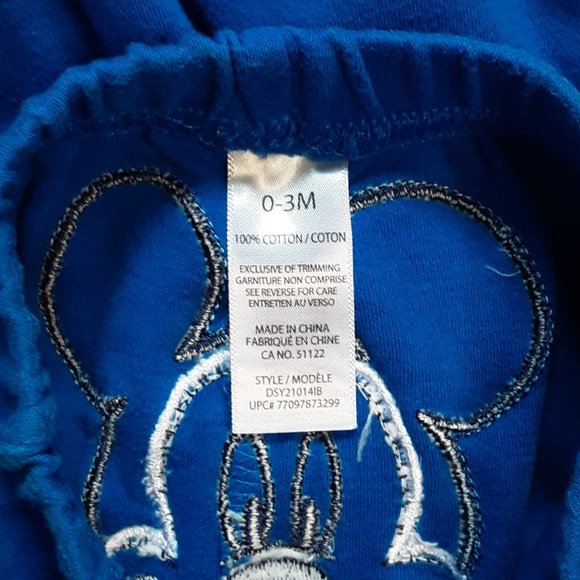 0-3M
100% COTTON / COTON
EXCLUSIVE OF TRIMMING
GARNITURE NON COMPRISE
SEE REVERSE FOR CARE
ENTRETIEN AU VERSO
MADE IN CHINA
FABRIQUÉ EN CHINE
CA NO. 51122
STYLE / MODÈLE
DSY21014IB
UPC# 77097873299